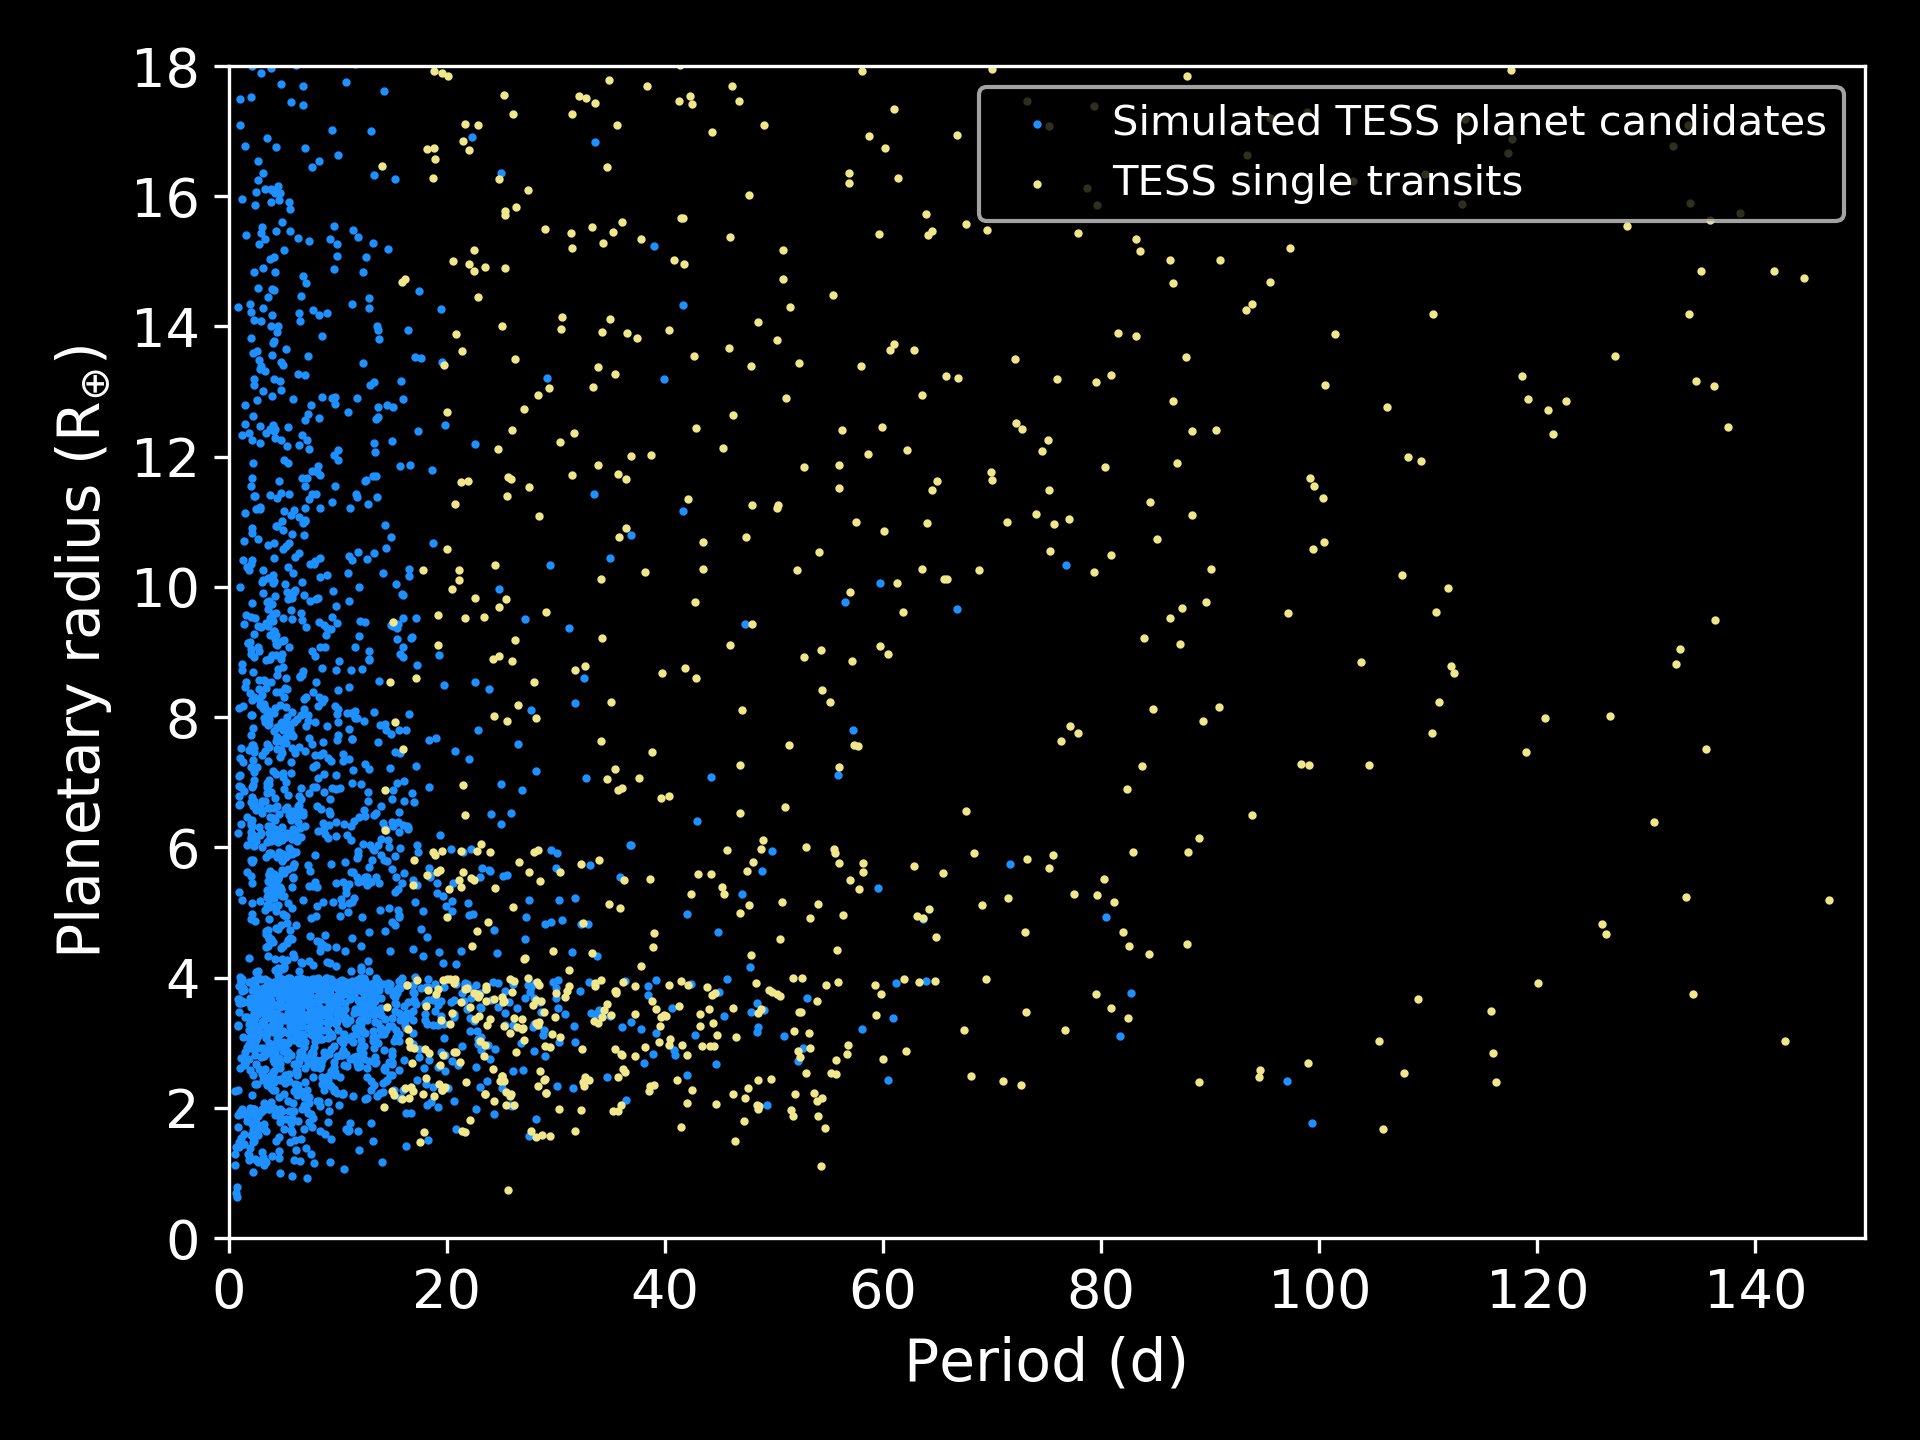 Simulated TESS planet candidates
TESS single transits
18
16
14
12
10
8
6
4
2
0
Planetary radius (R⊕)
0 20 40 60 80 100 120 140
Period (d)